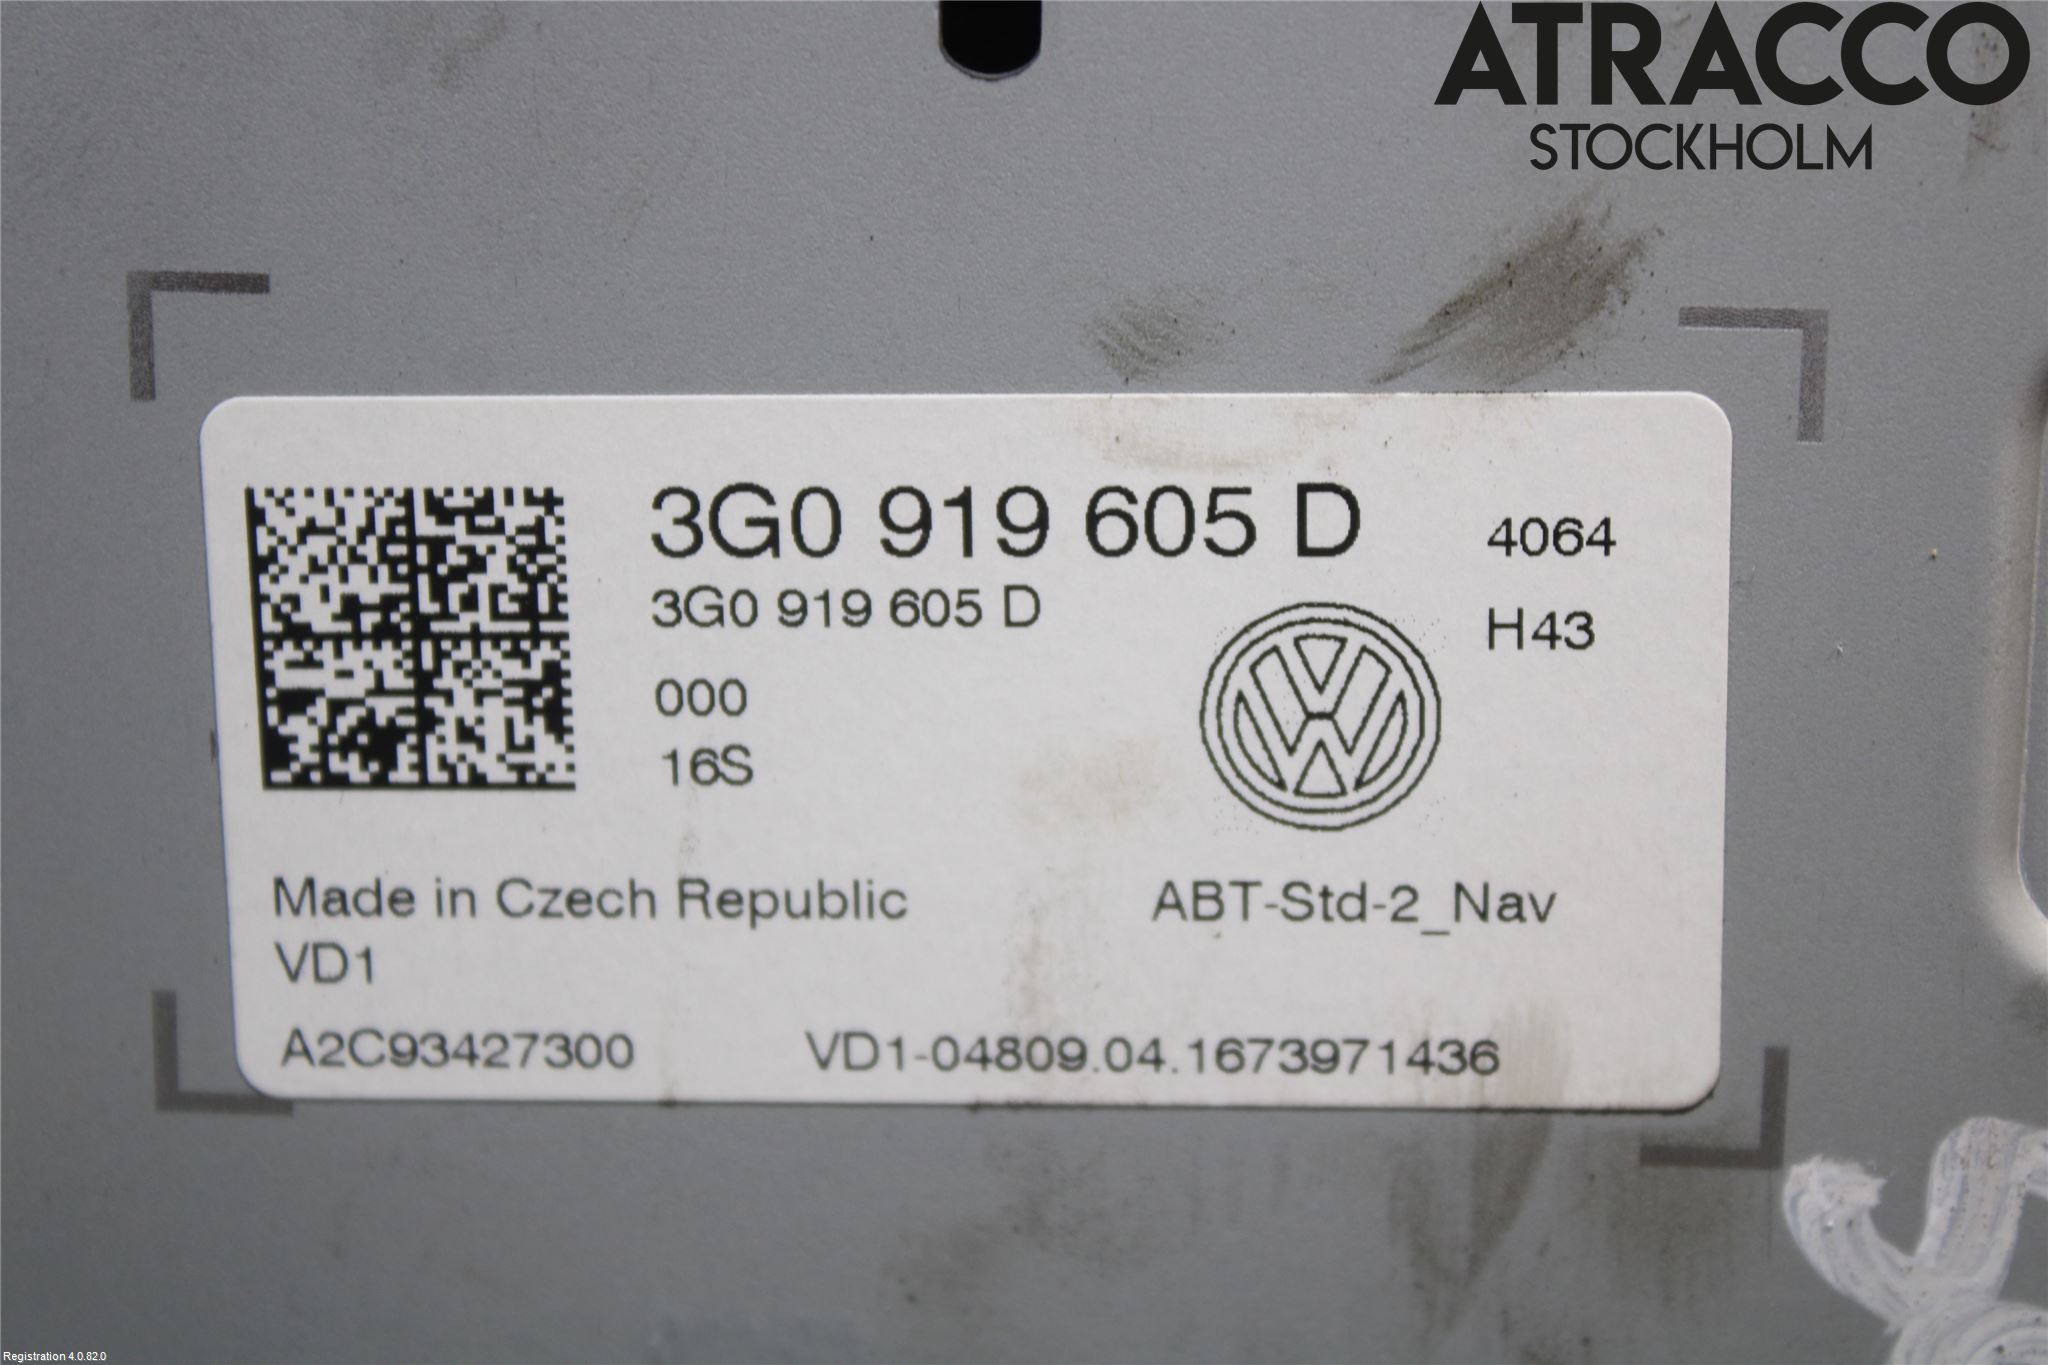 ATRACCO
STOCKHOLM
3G0 919 605 D
4064
3G0 919 605 D
H43
000
16S
Made in Czech Republic
ABT-Std-2_Nav
VD1
A2C93427300
VD1-04809.04.1673971436
Registration 4.0.82.0